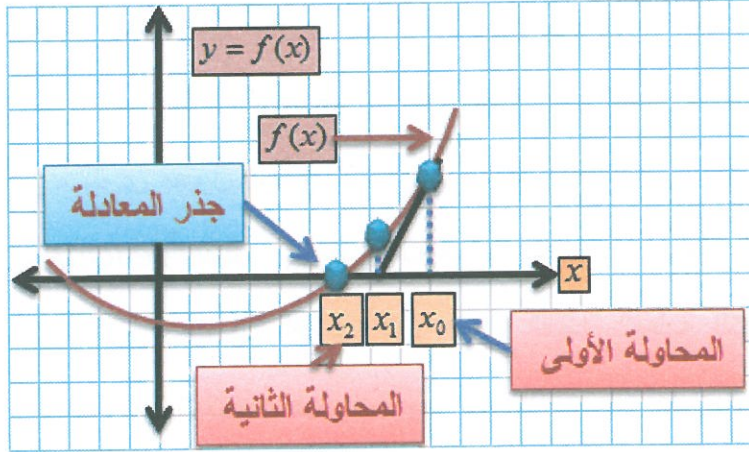 y = f(x)
f(x)
جذر المعادلة
x
x₂ x₁ x₀
المحاولة الأولى
المحاولة الثانية